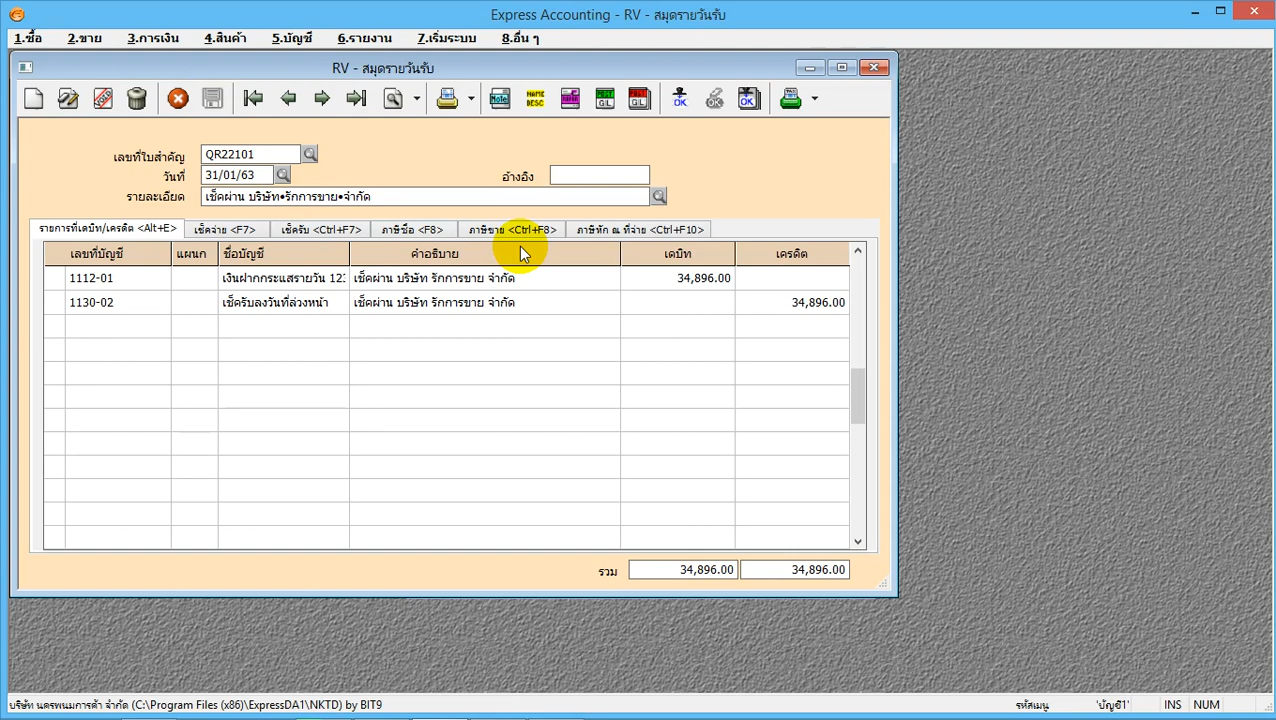 Express Accounting - RV - สมุดรายวันรับ
1.ซื้อ 2.ขาย 3.การเงิน 4.สินค้า 5.บัญชี 6.รายงาน 7.เริ่มระบบ 8.อื่น ๆ
RV - สมุดรายวันรับ
Note NAME DESC POST G/L G/L OK OK OK
เลขที่ใบสำคัญ QR22101
วันที่ 31/01/63 อ้างอิง
รายละเอียด เช็คผ่าน บริษัท•รักการขาย•จำกัด
รายการที่เดบิท/เครดิต <Alt+E> เช็คจ่าย <F7> เช็ครับ <Ctrl+F7> ภาษีซื้อ <F8> ภาษีขาย <Ctrl+F8> ภาษีหัก ณ ที่จ่าย <Ctrl+F10>
เลขที่บัญชี แผนก ชื่อบัญชี คำอธิบาย เดบิท เครดิต
1112-01 เงินฝากกระแสรายวัน 123 เช็คผ่าน บริษัท รักการขาย จำกัด 34,896.00
1130-02 เช็ครับลงวันที่ล่วงหน้า เช็คผ่าน บริษัท รักการขาย จำกัด 34,896.00
รวม 34,896.00 34,896.00
บริษัท นครพนมการค้า จำกัด (C:\Program Files (x86)\ExpressDA1\NKTD) by BIT9 รหัสเมนู 'บัญชี1' INS NUM